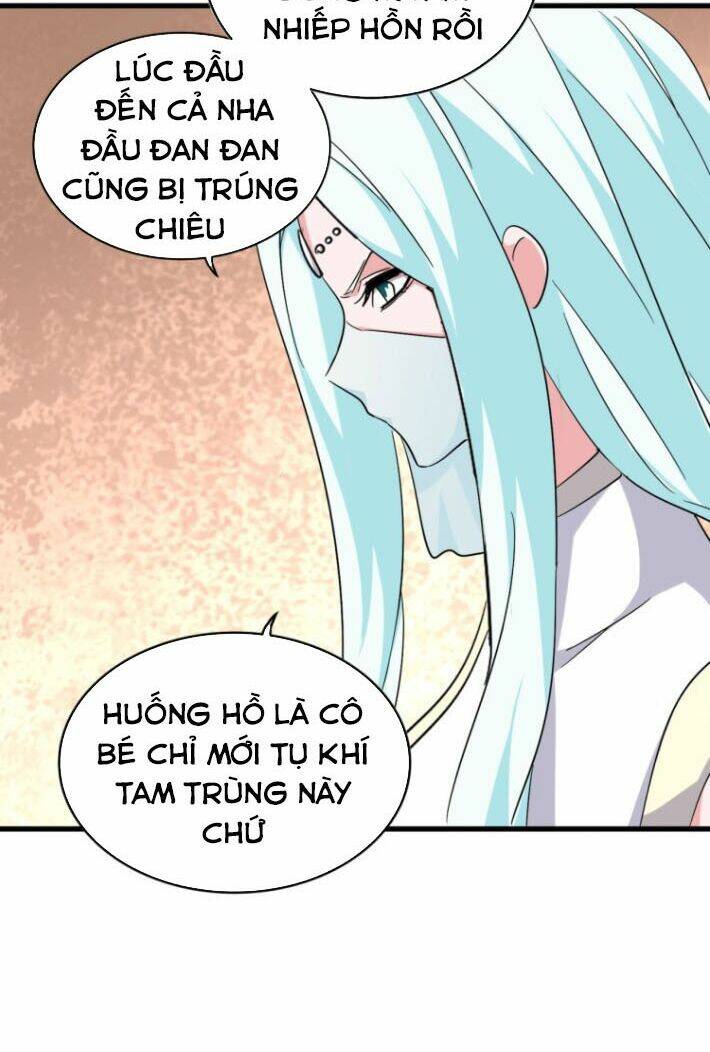 NHIẾP HỒN RỒI
LÚC ĐẦU
ĐẾN CẢ NHA
ĐẦU ĐAN ĐAN
CŨNG BỊ TRÚNG
CHIÊU
HUỐNG HỒ LÀ CÔ
BÉ CHỈ MỚI TỤ KHÍ
TAM TRÙNG NÀY
CHỨ